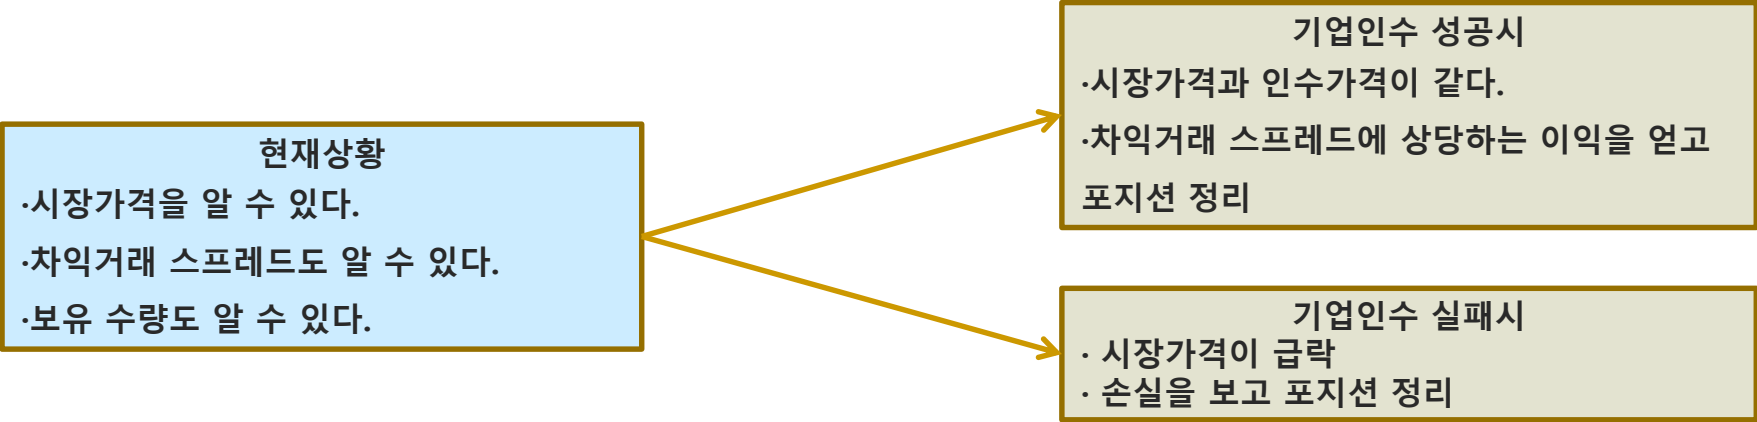 현재상황
·시장가격을 알 수 있다.
·차익거래 스프레드도 알 수 있다.
·보유 수량도 알 수 있다.
기업인수 성공시
·시장가격과 인수가격이 같다.
·차익거래 스프레드에 상당하는 이익을 얻고
포지션 정리
기업인수 실패시
· 시장가격이 급락
· 손실을 보고 포지션 정리